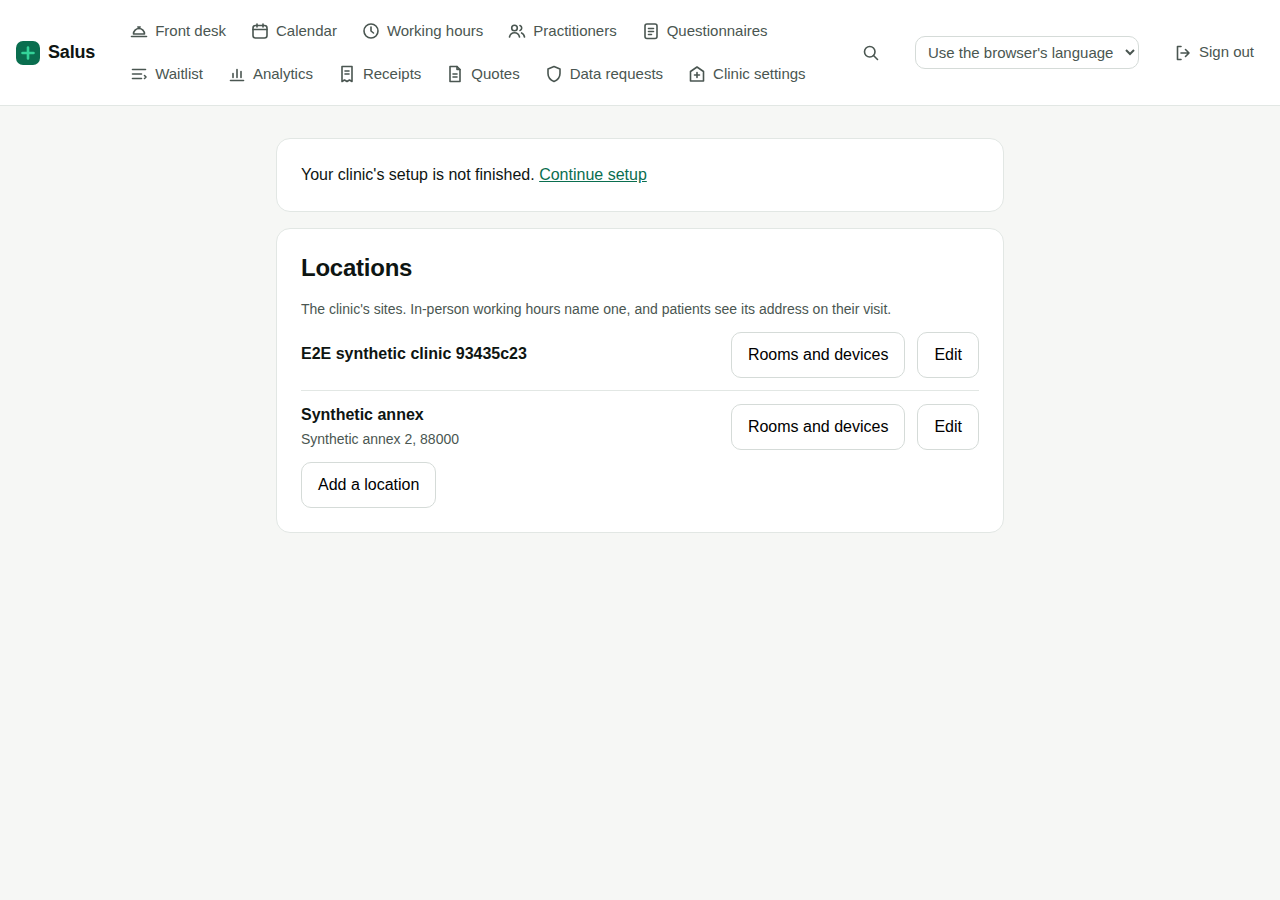 Salus
Front desk
Calendar
Working hours
Practitioners
Questionnaires
Waitlist
Analytics
Receipts
Quotes
Data requests
Clinic settings
Use the browser's language
Sign out
Your clinic's setup is not finished. Continue setup
Locations
The clinic's sites. In-person working hours name one, and patients see its address on their visit.
E2E synthetic clinic 93435c23
Rooms and devices
Edit
Synthetic annex
Synthetic annex 2, 88000
Rooms and devices
Edit
Add a location